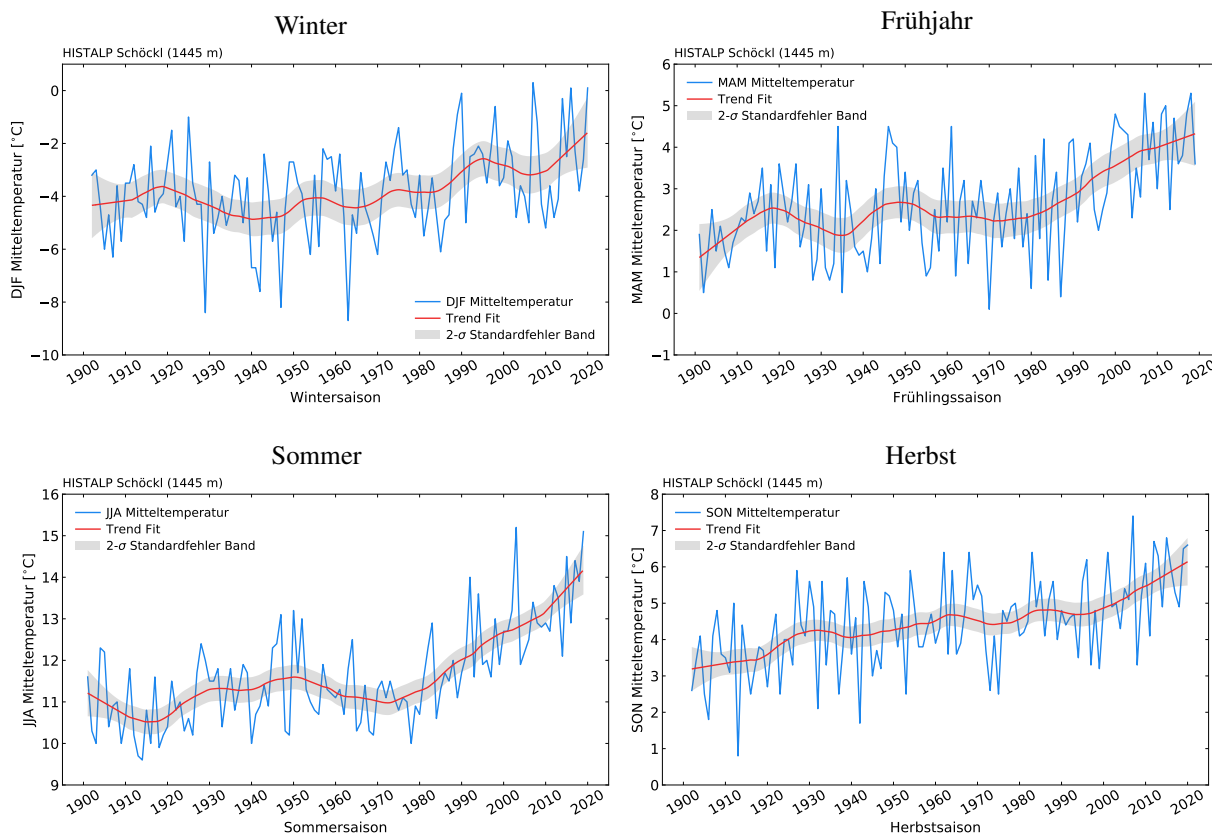 Winter
HISTALP Schöckl (1445 m)
DJF Mitteltemperatur [°C]
0
−2
−4
−6
−8
−10
DJF Mitteltemperatur
Trend Fit
2-σ Standardfehler Band
1900 1910 1920 1930 1940 1950 1960 1970 1980 1990 2000 2010 2020
Wintersaison
Frühjahr
HISTALP Schöckl (1445 m)
MAM Mitteltemperatur [°C]
6
5
4
3
2
1
0
−1
MAM Mitteltemperatur
Trend Fit
2-σ Standardfehler Band
1900 1910 1920 1930 1940 1950 1960 1970 1980 1990 2000 2010 2020
Frühlingssaison
Sommer
HISTALP Schöckl (1445 m)
JJA Mitteltemperatur [°C]
16
15
14
13
12
11
10
9
JJA Mitteltemperatur
Trend Fit
2-σ Standardfehler Band
1900 1910 1920 1930 1940 1950 1960 1970 1980 1990 2000 2010 2020
Sommersaison
Herbst
HISTALP Schöckl (1445 m)
SON Mitteltemperatur [°C]
8
7
6
5
4
3
2
1
0
SON Mitteltemperatur
Trend Fit
2-σ Standardfehler Band
1900 1910 1920 1930 1940 1950 1960 1970 1980 1990 2000 2010 2020
Herbstsaison